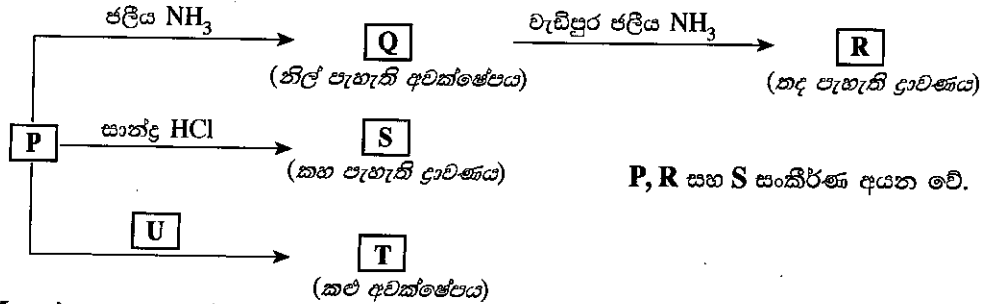 ජලීය NH3 වැඩිපුර ජලීය NH3
Q R
(නිල් පැහැති අවක්ෂේපය) (තද පැහැති ද්‍රාවණය)
P සාන්ද්‍ර HCl S
(කහ පැහැති ද්‍රාවණය) P, R සහ S සංකීර්ණ අයන වේ.
U T
(කළු අවක්ෂේපය)